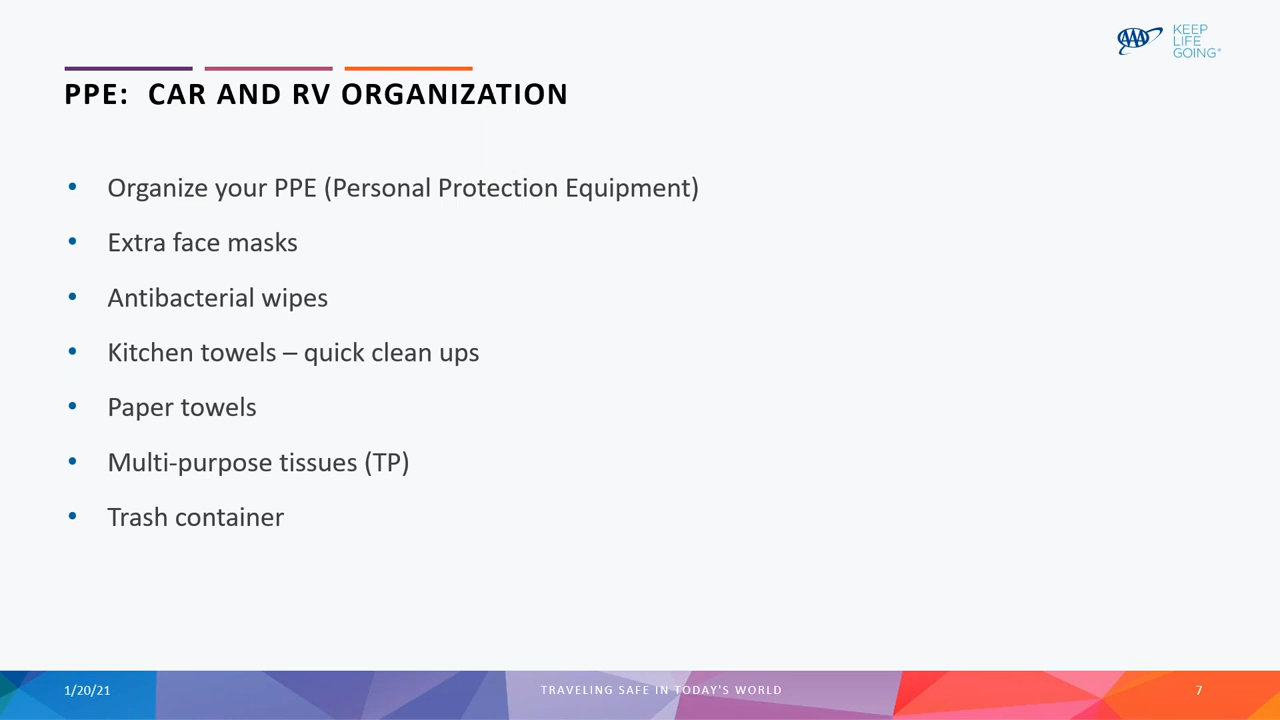 AAA
KEEP
LIFE
GOING®
PPE:  CAR AND RV ORGANIZATION
• Organize your PPE (Personal Protection Equipment)
• Extra face masks
• Antibacterial wipes
• Kitchen towels – quick clean ups
• Paper towels
• Multi-purpose tissues (TP)
• Trash container
1/20/21
TRAVELING SAFE IN TODAY'S WORLD
7